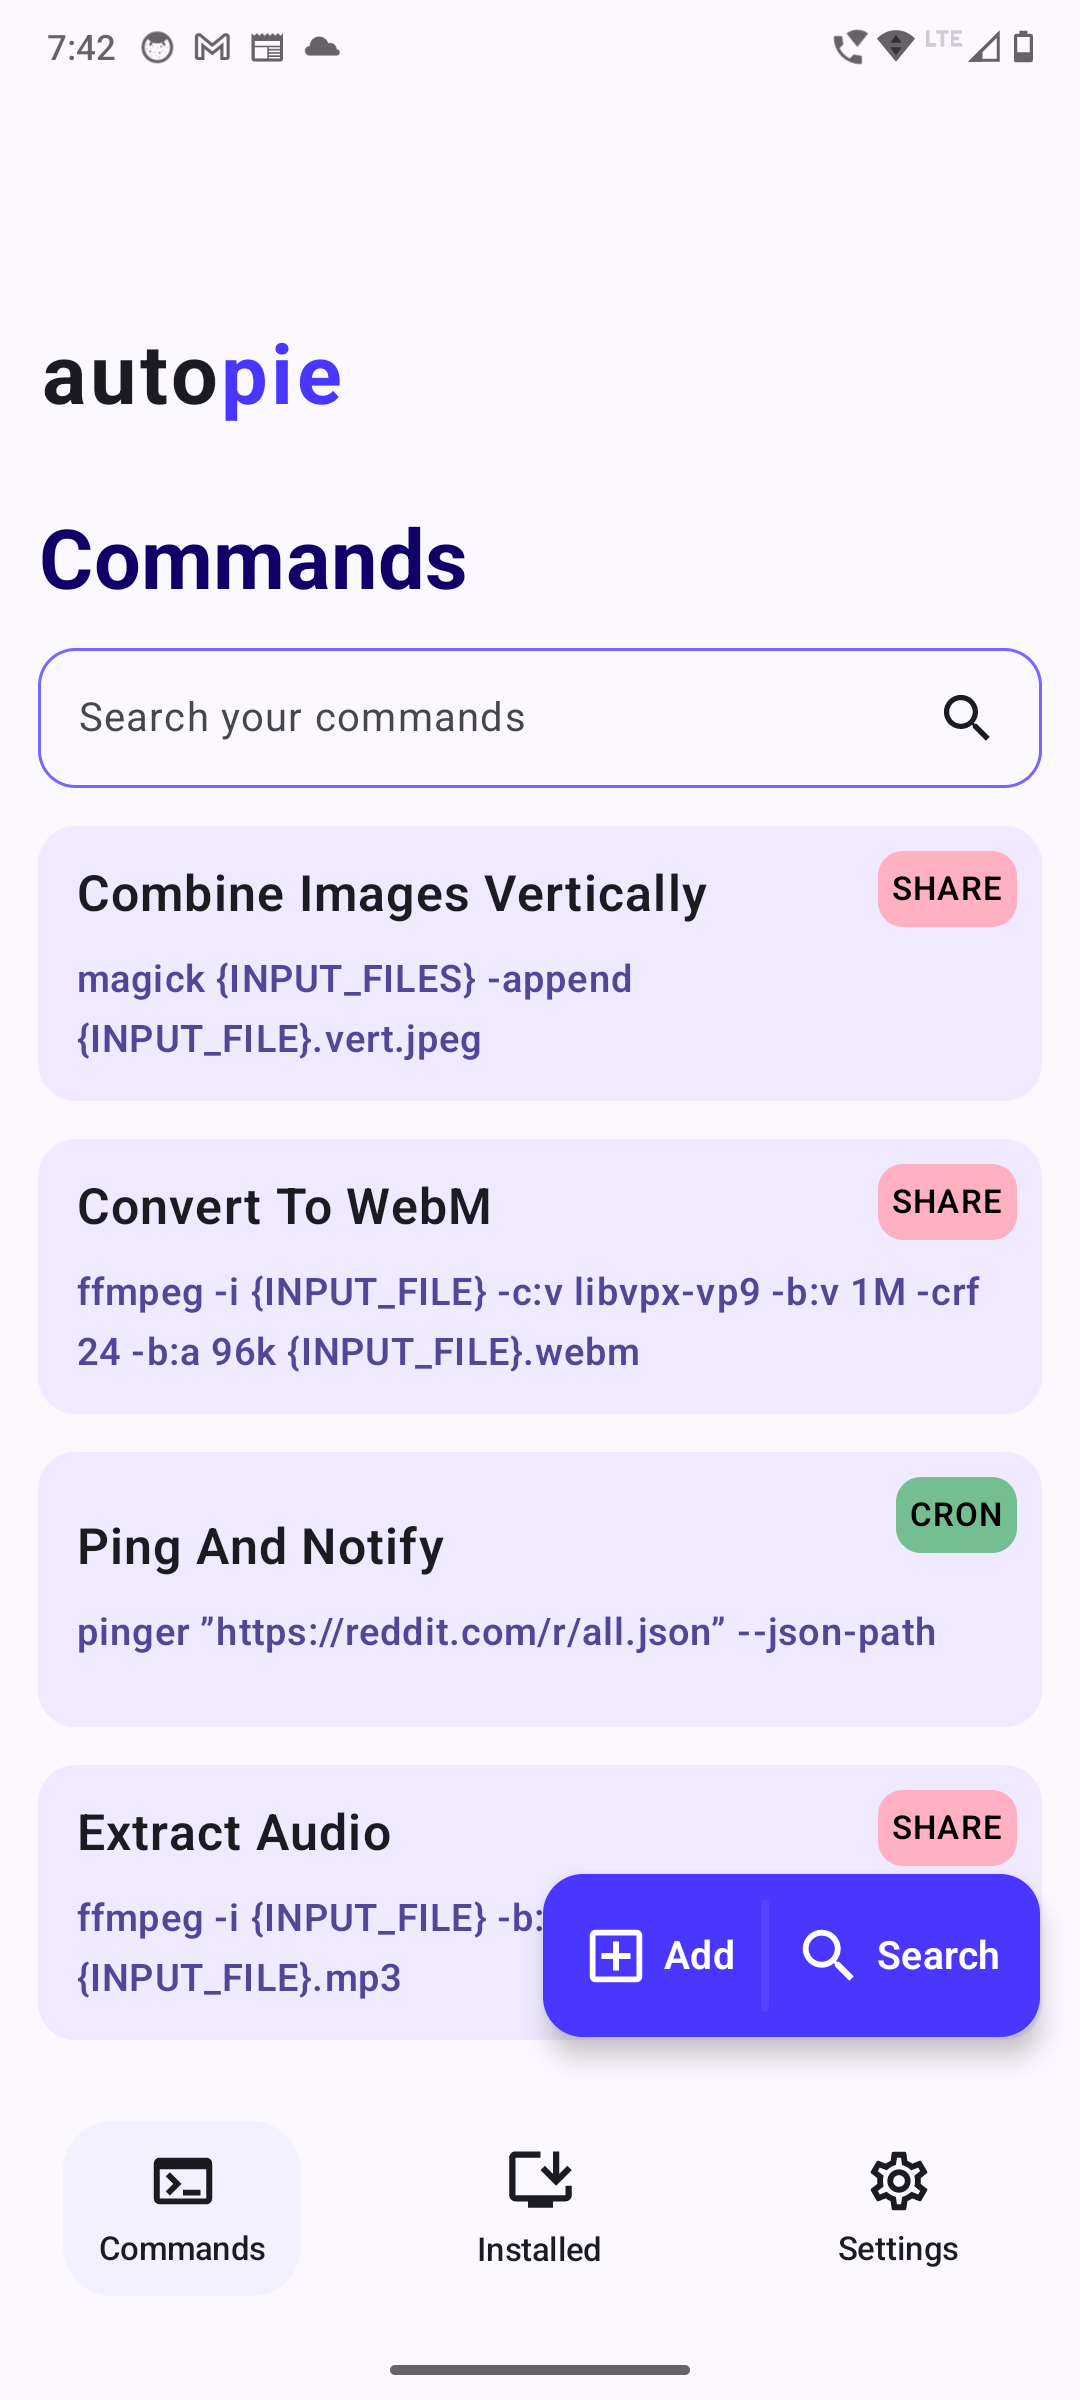 7:42
LTE
autopie
Commands
Search your commands
Combine Images Vertically
SHARE
magick {INPUT_FILES} -append
{INPUT_FILE}.vert.jpeg
Convert To WebM
SHARE
ffmpeg -i {INPUT_FILE} -c:v libvpx-vp9 -b:v 1M -crf
24 -b:a 96k {INPUT_FILE}.webm
CRON
Ping And Notify
pinger ”https://reddit.com/r/all.json” --json-path
Extract Audio
SHARE
ffmpeg -i {INPUT_FILE} -b:
{INPUT_FILE}.mp3
Add
Search
Commands
Installed
Settings